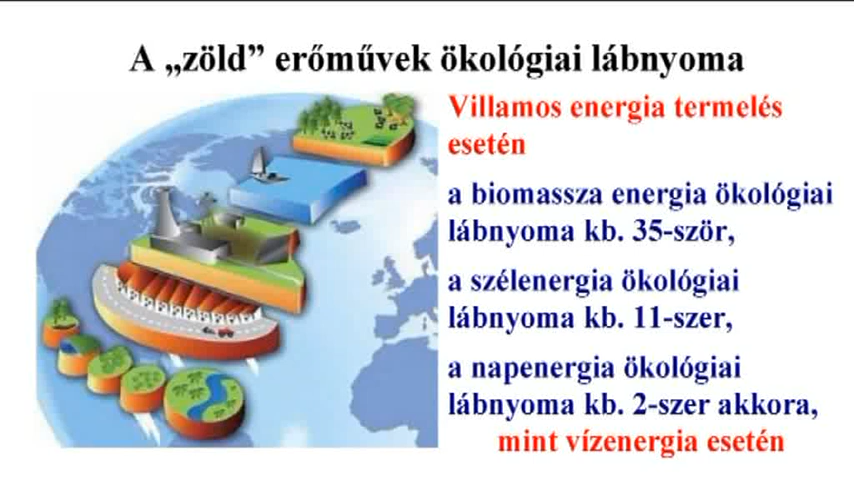 A „zöld” erőművek ökológiai lábnyoma
Villamos energia termelés
esetén
a biomassza energia ökológiai
lábnyoma kb. 35-ször,
a szélenergia ökológiai
lábnyoma kb. 11-szer,
a napenergia ökológiai
lábnyoma kb. 2-szer akkora,
mint vízenergia esetén